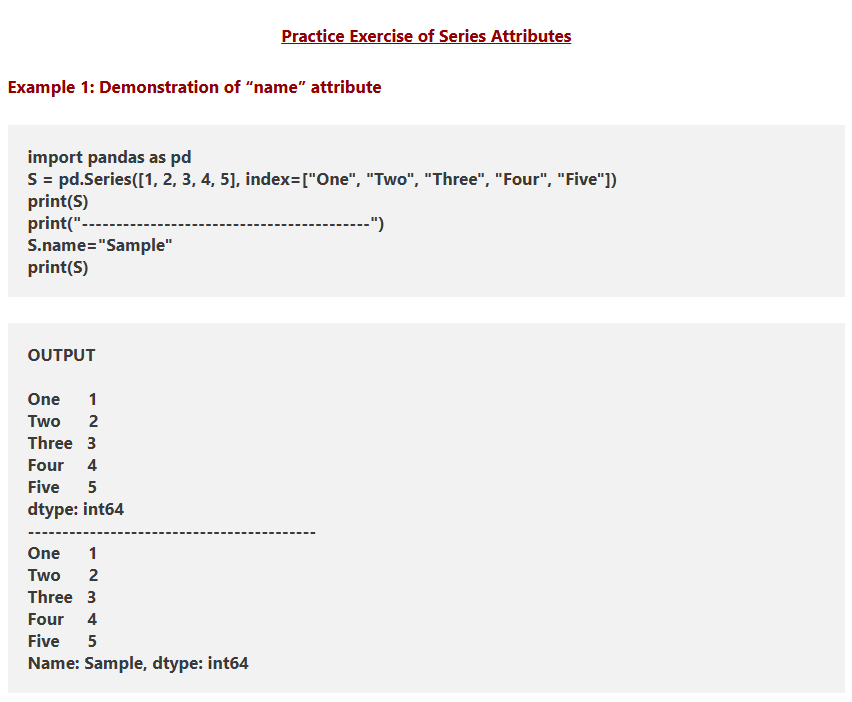 Practice Exercise of Series Attributes
Example 1: Demonstration of “name” attribute
import pandas as pd
S = pd.Series([1, 2, 3, 4, 5], index=["One", "Two", "Three", "Four", "Five"])
print(S)
print("------------------------------------------")
S.name="Sample"
print(S)
OUTPUT
One 1
Two 2
Three 3
Four 4
Five 5
dtype: int64
------------------------------------------
One 1
Two 2
Three 3
Four 4
Five 5
Name: Sample, dtype: int64